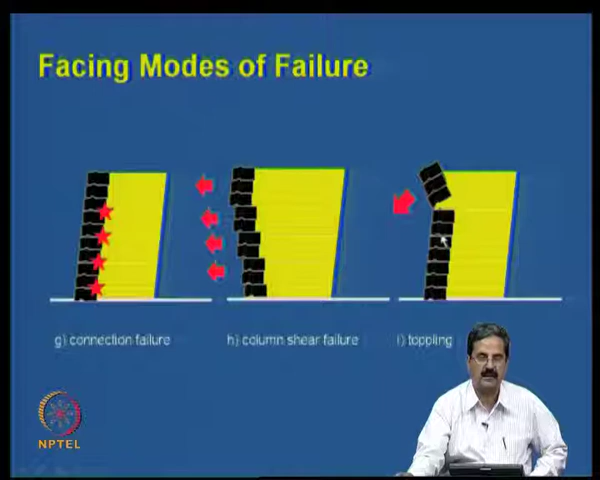 Facing Modes of Failure
g) connection failure
h) column shear failure
i) toppling
NPTEL